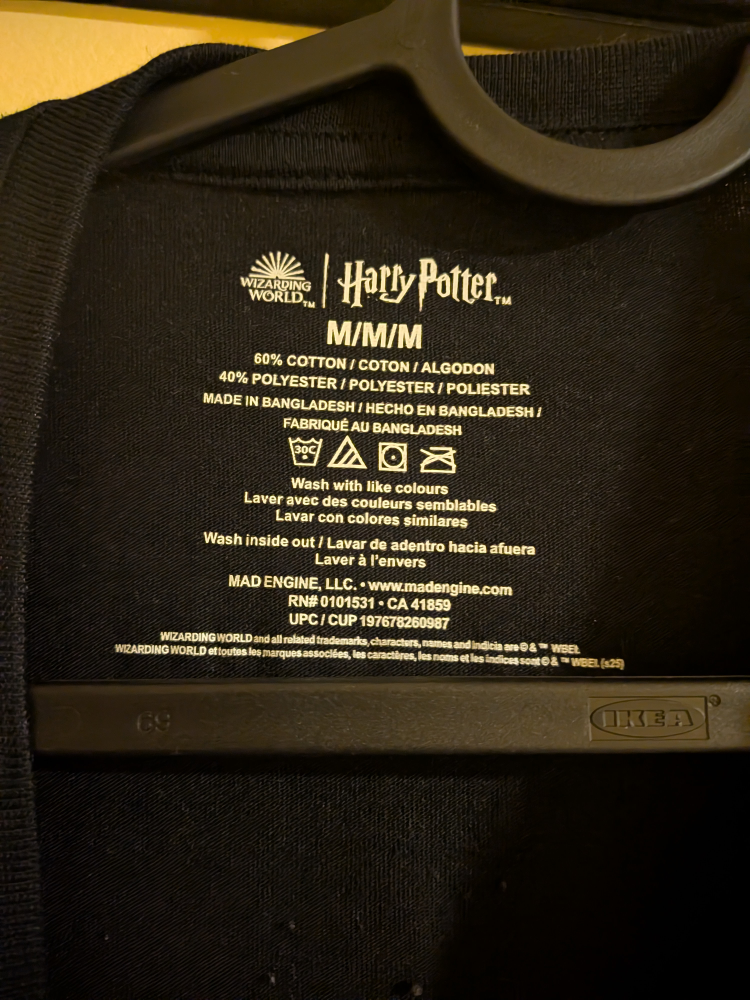 WIZARDING
WORLD™
Harry Potter™
M/M/M
60% COTTON / COTON / ALGODON
40% POLYESTER / POLYESTER / POLIESTER
MADE IN BANGLADESH / HECHO EN BANGLADESH /
FABRIQUÉ AU BANGLADESH
30C
Wash with like colours
Laver avec des couleurs semblables
Lavar con colores similares
Wash inside out / Lavar de adentro hacia afuera
Laver à l'envers
MAD ENGINE, LLC. • www.madengine.com
RN# 0101531 • CA 41859
UPC / CUP 197678260987
WIZARDING WORLD and all related trademarks, characters, names and indicia are © & ™ WBEI.
WIZARDING WORLD et toutes les marques associées, les caractères, les noms et les indices sont © & ™ WBEI. (s25)
IKEA®